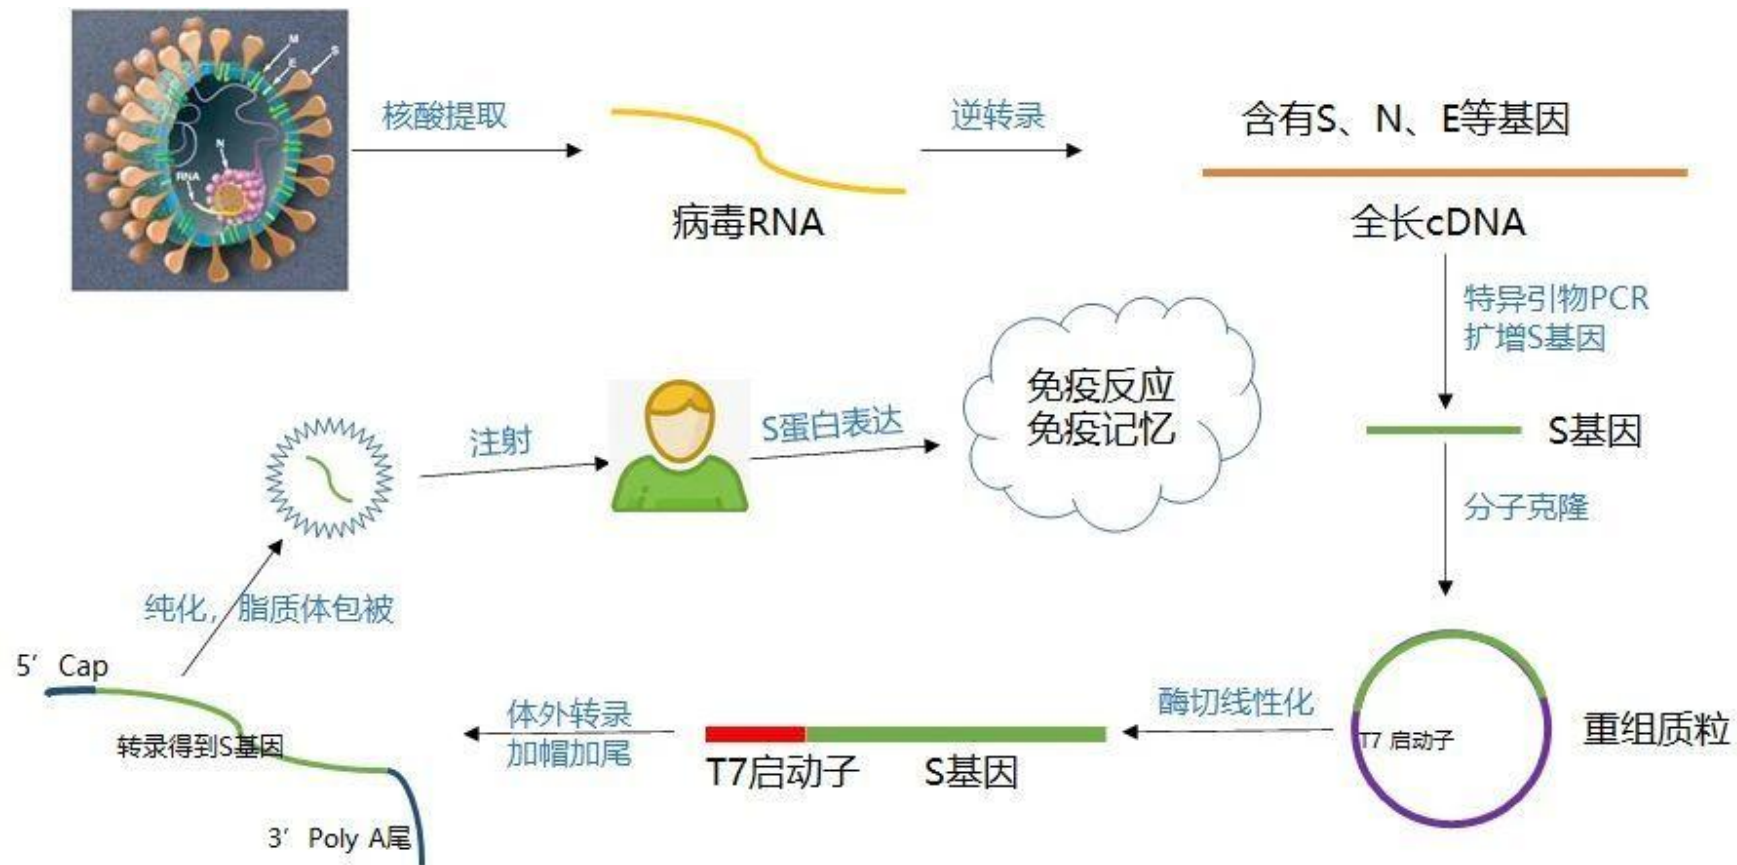 M
S
E
N
RNA
核酸提取
病毒RNA
逆转录
含有S、N、E等基因
全长cDNA
特异引物PCR
扩增S基因
S基因
分子克隆
T7 启动子
重组质粒
酶切线性化
T7启动子
S基因
体外转录
加帽加尾
5′ Cap
转录得到S基因
3′ Poly A尾
纯化，脂质体包被
注射
S蛋白表达
免疫反应
免疫记忆